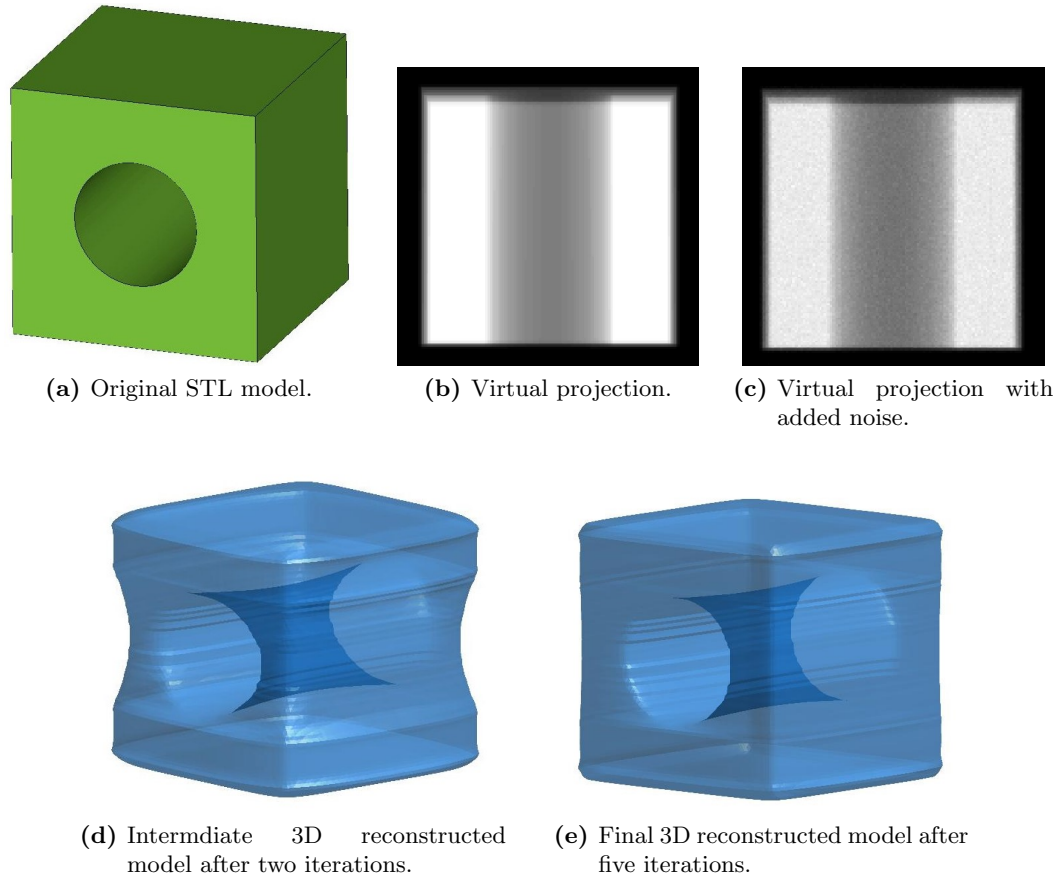 (a) Original STL model.
(b) Virtual projection.
(c) Virtual projection with
added noise.
(d) Intermdiate 3D reconstructed
model after two iterations.
(e) Final 3D reconstructed model after
five iterations.